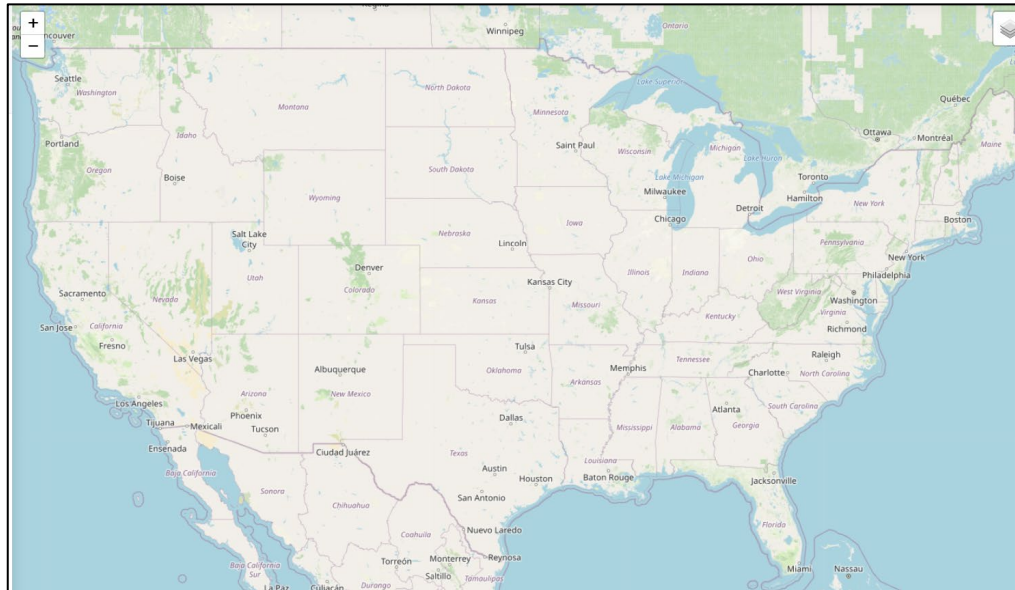 +
−
Vancouver
Winnipeg
Ontario
Seattle
Washington
Montana
North Dakota
Minnesota
Lake Superior
Québec
Ottawa
Montréal
Maine
Portland
Oregon
Idaho
Boise
South Dakota
Saint Paul
Wisconsin
Michigan
Lake Huron
Lake Michigan
Toronto
Hamilton
Milwaukee
Detroit
Chicago
New York
Boston
Wyoming
Salt Lake
City
Nebraska
Iowa
Lincoln
Pennsylvania
New York
Philadelphia
Utah
Denver
Colorado
Kansas
Kansas City
Missouri
Illinois
Indiana
Ohio
West Virginia
Washington
Virginia
Richmond
Kentucky
Sacramento
Nevada
San Jose
California
Fresno
Las Vegas
Albuquerque
New Mexico
Arizona
Tulsa
Oklahoma
Arkansas
Memphis
Tennessee
Charlotte
Raleigh
North Carolina
South Carolina
Los Angeles
Tijuana
Mexicali
Phoenix
Tucson
Ensenada
Dallas
Texas
Mississippi
Alabama
Atlanta
Georgia
Ciudad Juárez
Baja California
Sonora
Chihuahua
Austin
Houston
San Antonio
Louisiana
Baton Rouge
Jacksonville
Florida
Coahuila
Nuevo Laredo
Reynosa
Monterrey
Torreón
Saltillo
Tamaulipas
Durango
Culiacán
Baja California
Sur
La Paz
Miami
Nassau